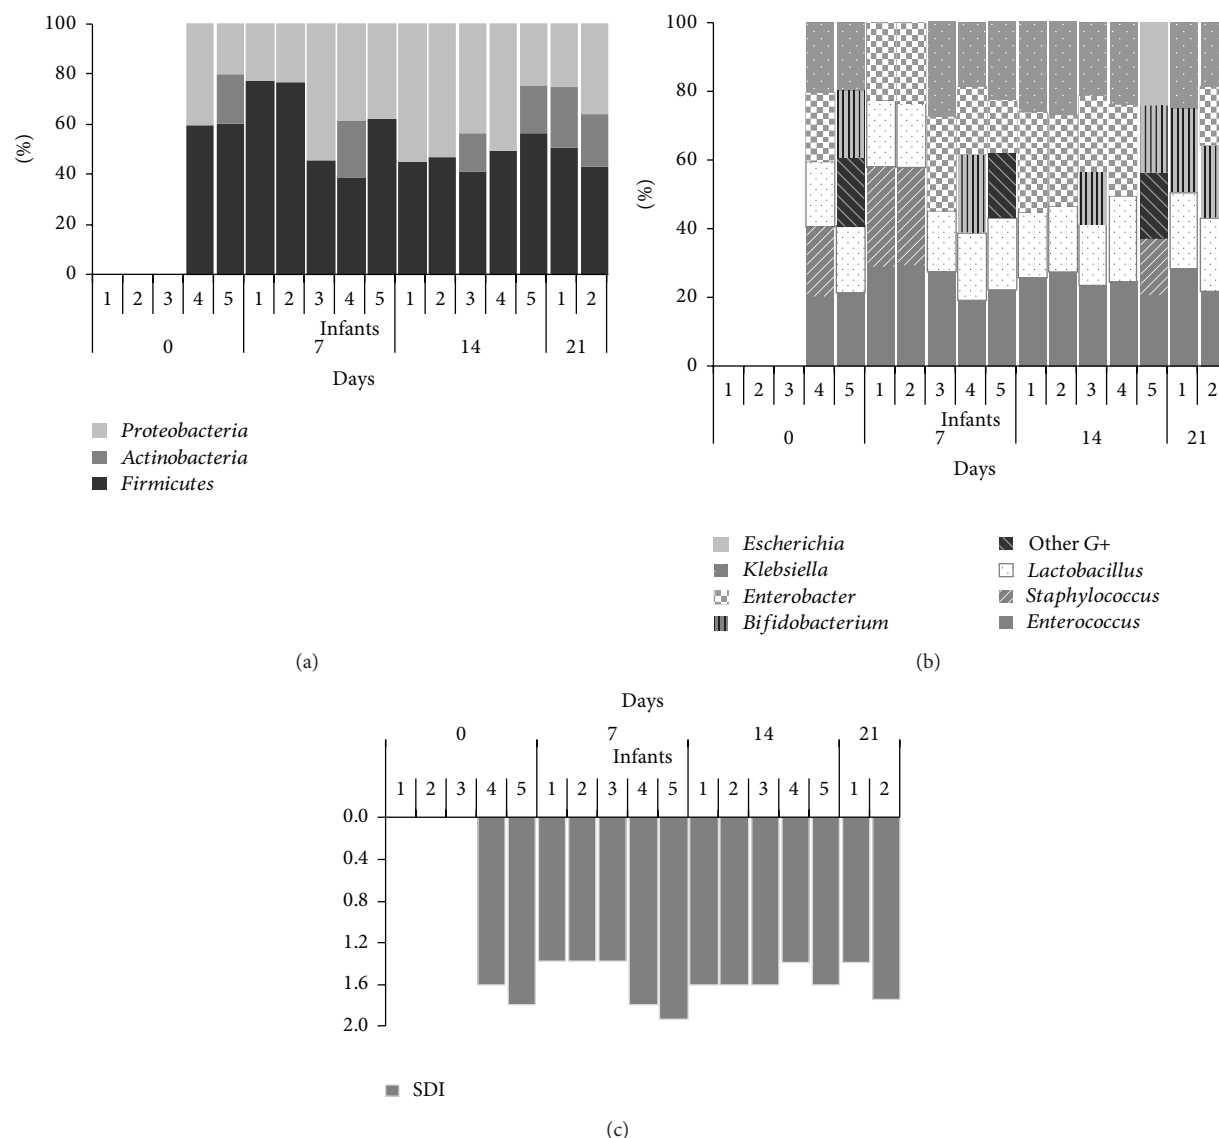 100
80
60
40
20
0
(%)
1 2 3 4 5 1 2 3 4 5 1 2 3 4 5 1 2
Infants
0 7 14 21
Days
Proteobacteria
Actinobacteria
Firmicutes
(a)
100
80
60
40
20
0
(%)
1 2 3 4 5 1 2 3 4 5 1 2 3 4 5 1 2
Infants
0 7 14 21
Days
Escherichia
Klebsiella
Enterobacter
Bifidobacterium
Other G+
Lactobacillus
Staphylococcus
Enterococcus
(b)
Days
0 7 14 21
Infants
1 2 3 4 5 1 2 3 4 5 1 2 3 4 5 1 2
0.0
0.4
0.8
1.2
1.6
2.0
SDI
(c)